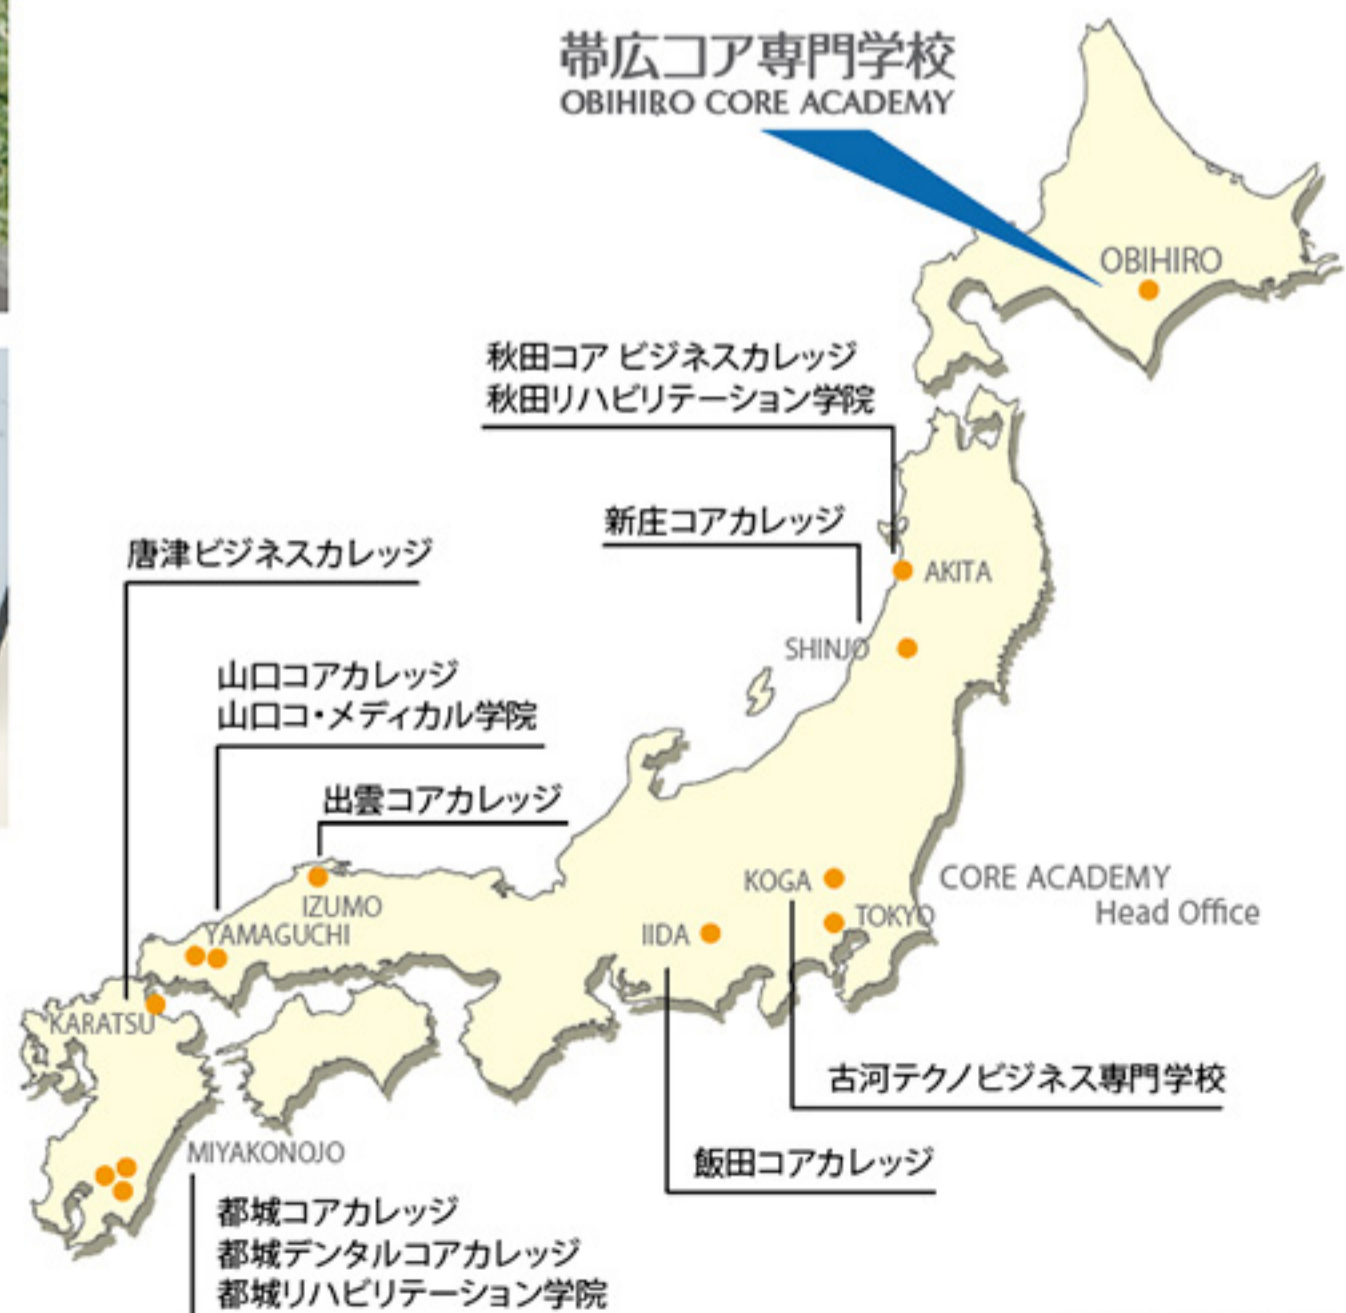 帯広コア専門学校
OBIHIRO CORE ACADEMY
OBIHIRO
秋田コア ビジネスカレッジ
秋田リハビリテーション学院
新庄コアカレッジ
唐津ビジネスカレッジ
AKITA
SHINJO
山口コアカレッジ
山口コ・メディカル学院
出雲コアカレッジ
KOGA
CORE ACADEMY
Head Office
IZUMO
TOKYO
YAMAGUCHI
IIDA
KARATSU
古河テクノビジネス専門学校
MIYAKONOJO
飯田コアカレッジ
都城コアカレッジ
都城デンタルコアカレッジ
都城リハビリテーション学院